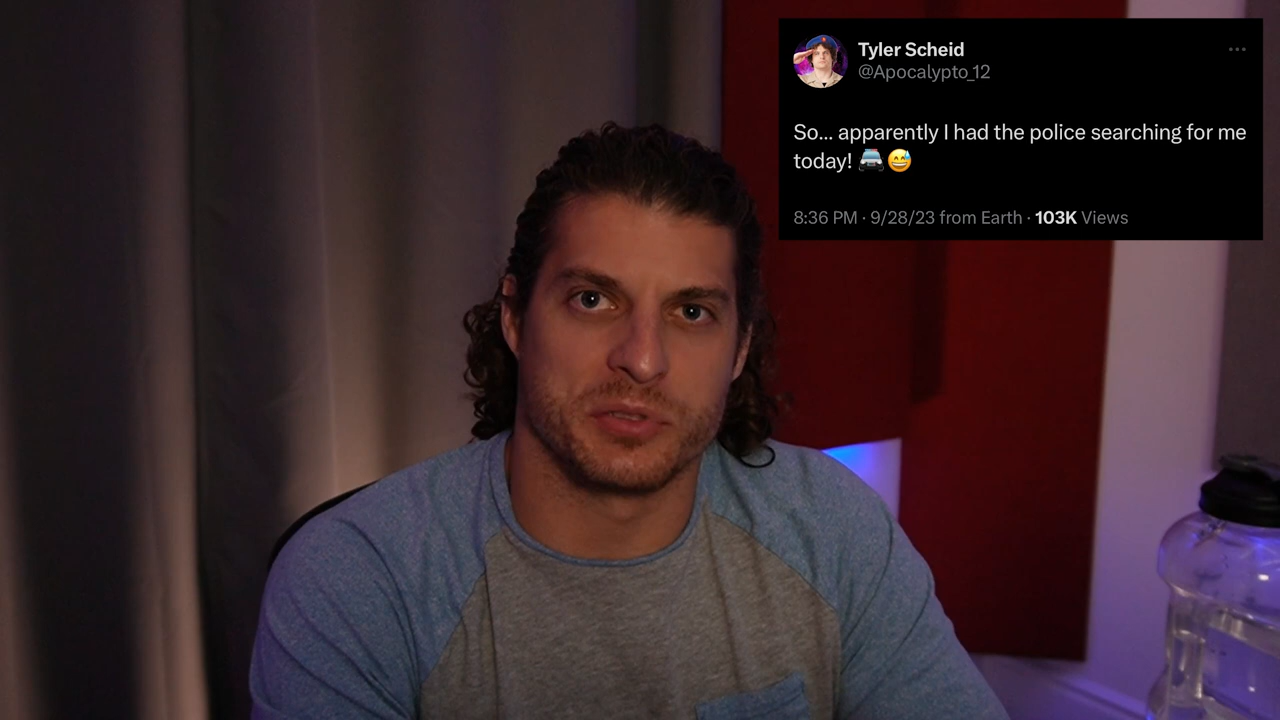 Tyler Scheid
@Apocalypto_12
So... apparently I had the police searching for me
today! 🚔😅
8:36 PM · 9/28/23 from Earth · 103K Views